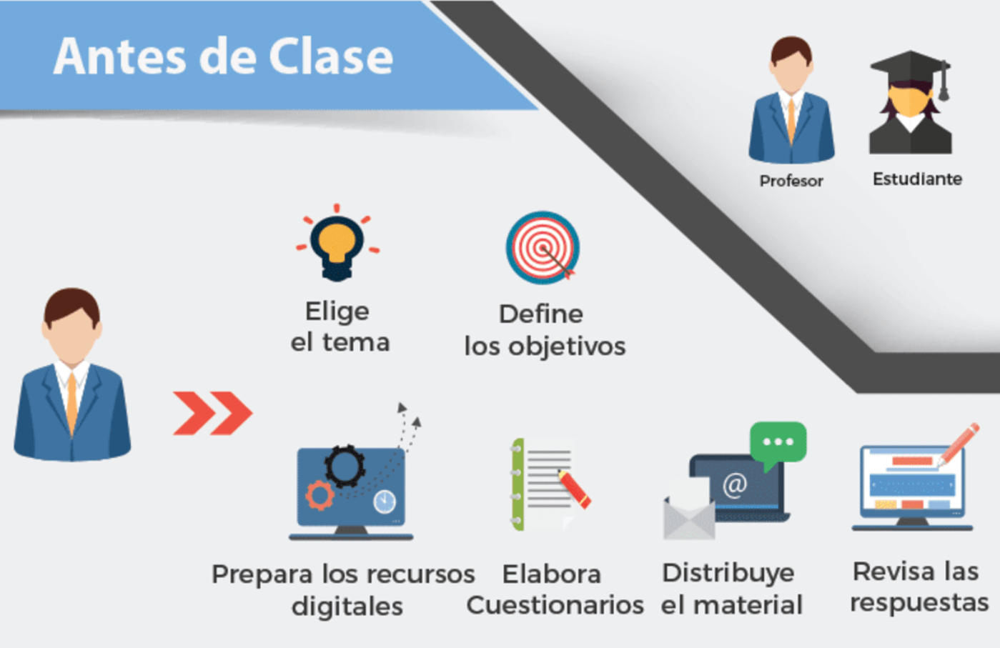 Antes de Clase
Profesor
Estudiante
Elige
el tema
Define
los objetivos
@
Prepara los recursos
digitales
Elabora
Cuestionarios
Distribuye
el material
Revisa las
respuestas